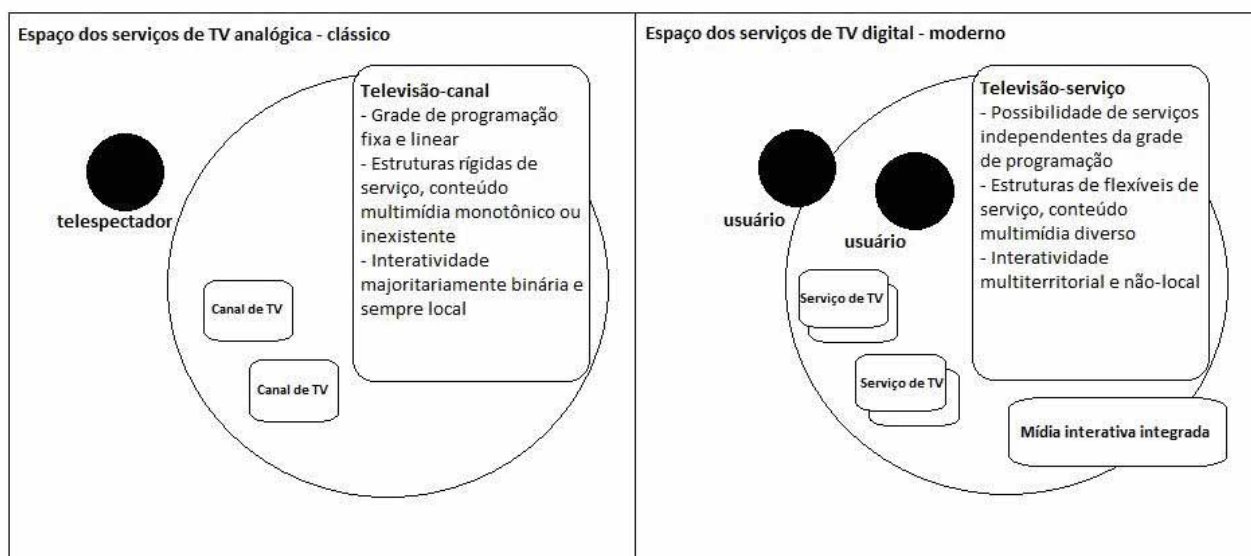 Espaço dos serviços de TV analógica - clássico
Televisão-canal
- Grade de programação
fixa e linear
- Estruturas rígidas de
serviço, conteúdo
multimídia monotônico ou
inexistente
- Interatividade
majoritariamente binária e
sempre local
telespectador
Canal de TV
Canal de TV
Espaço dos serviços de TV digital - moderno
Televisão-serviço
- Possibilidade de serviços
independentes da grade
de programação
- Estruturas de flexíveis de
serviço, conteúdo
multimídia diverso
- Interatividade
multiterritorial e não-local
usuário
usuário
Serviço de TV
Serviço de TV
Mídia interativa integrada